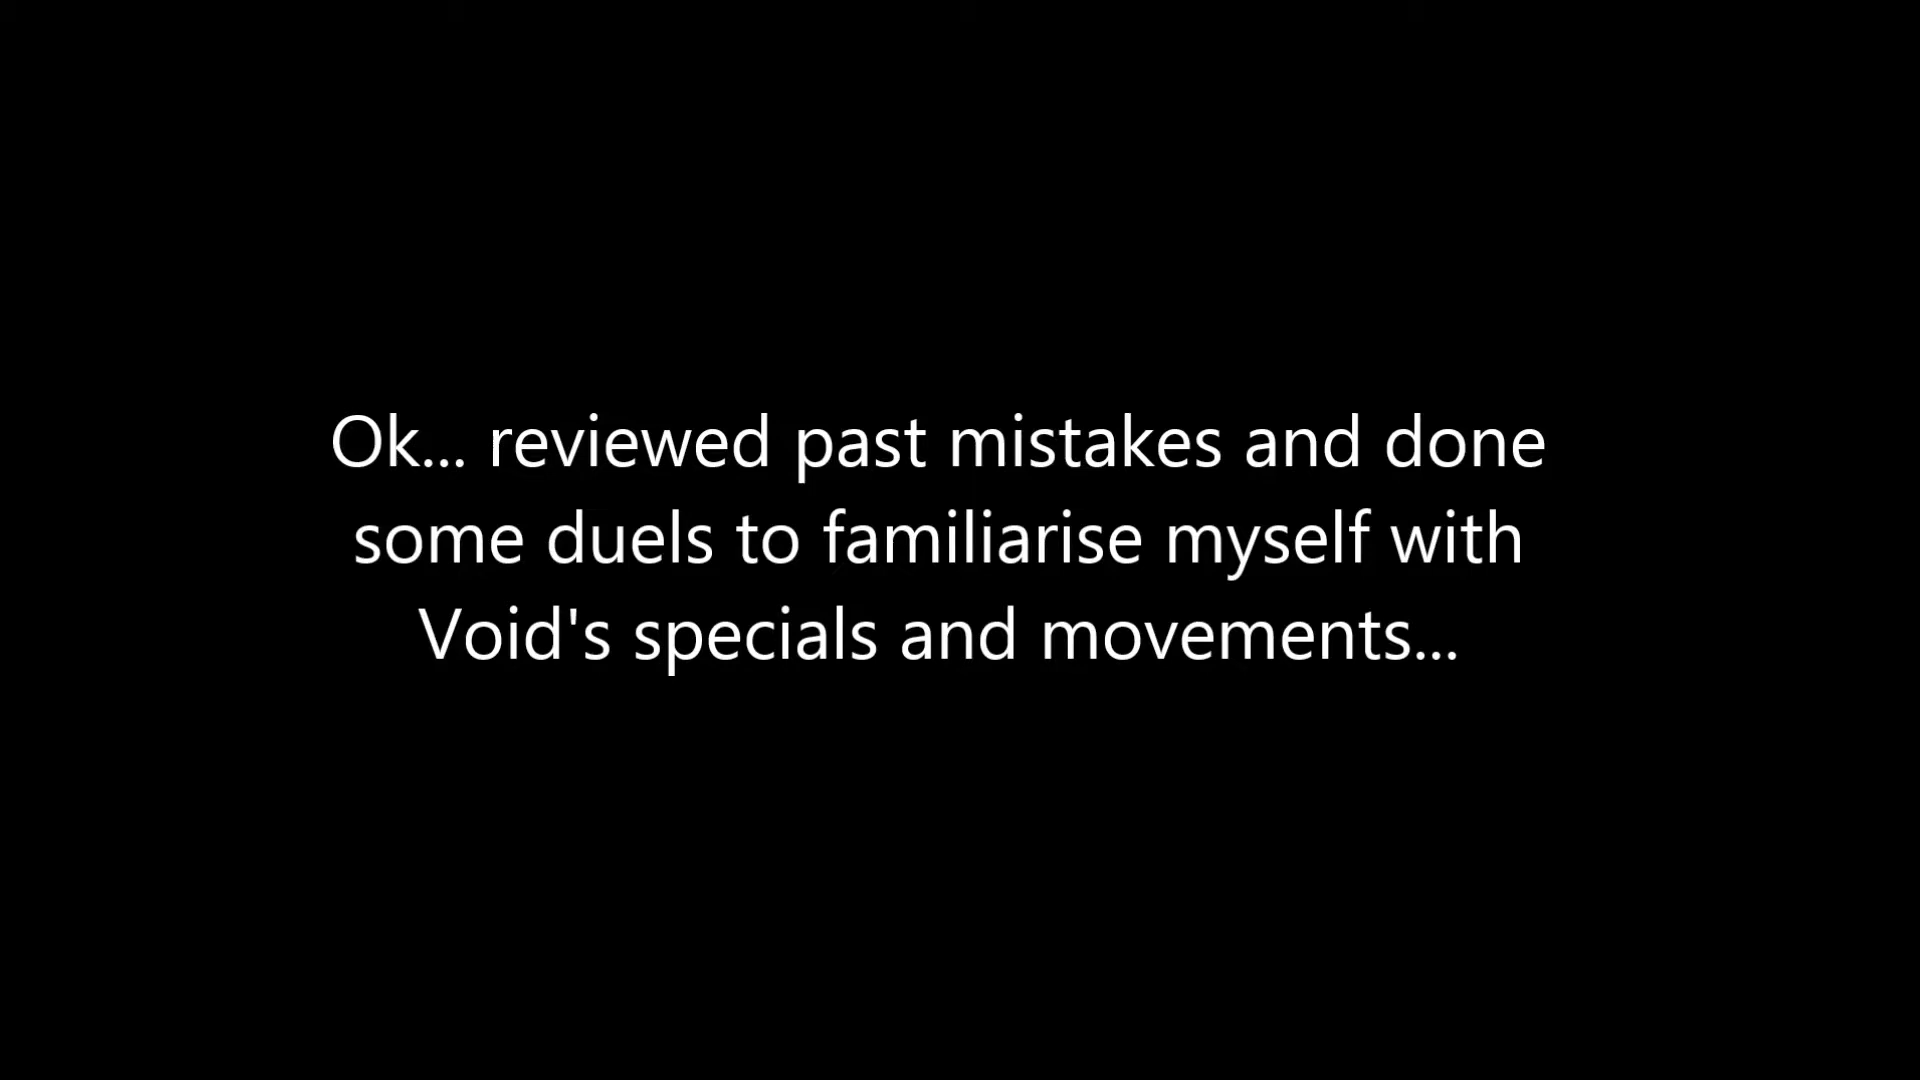 Ok... reviewed past mistakes and done
some duels to familiarise myself with
Void's specials and movements...